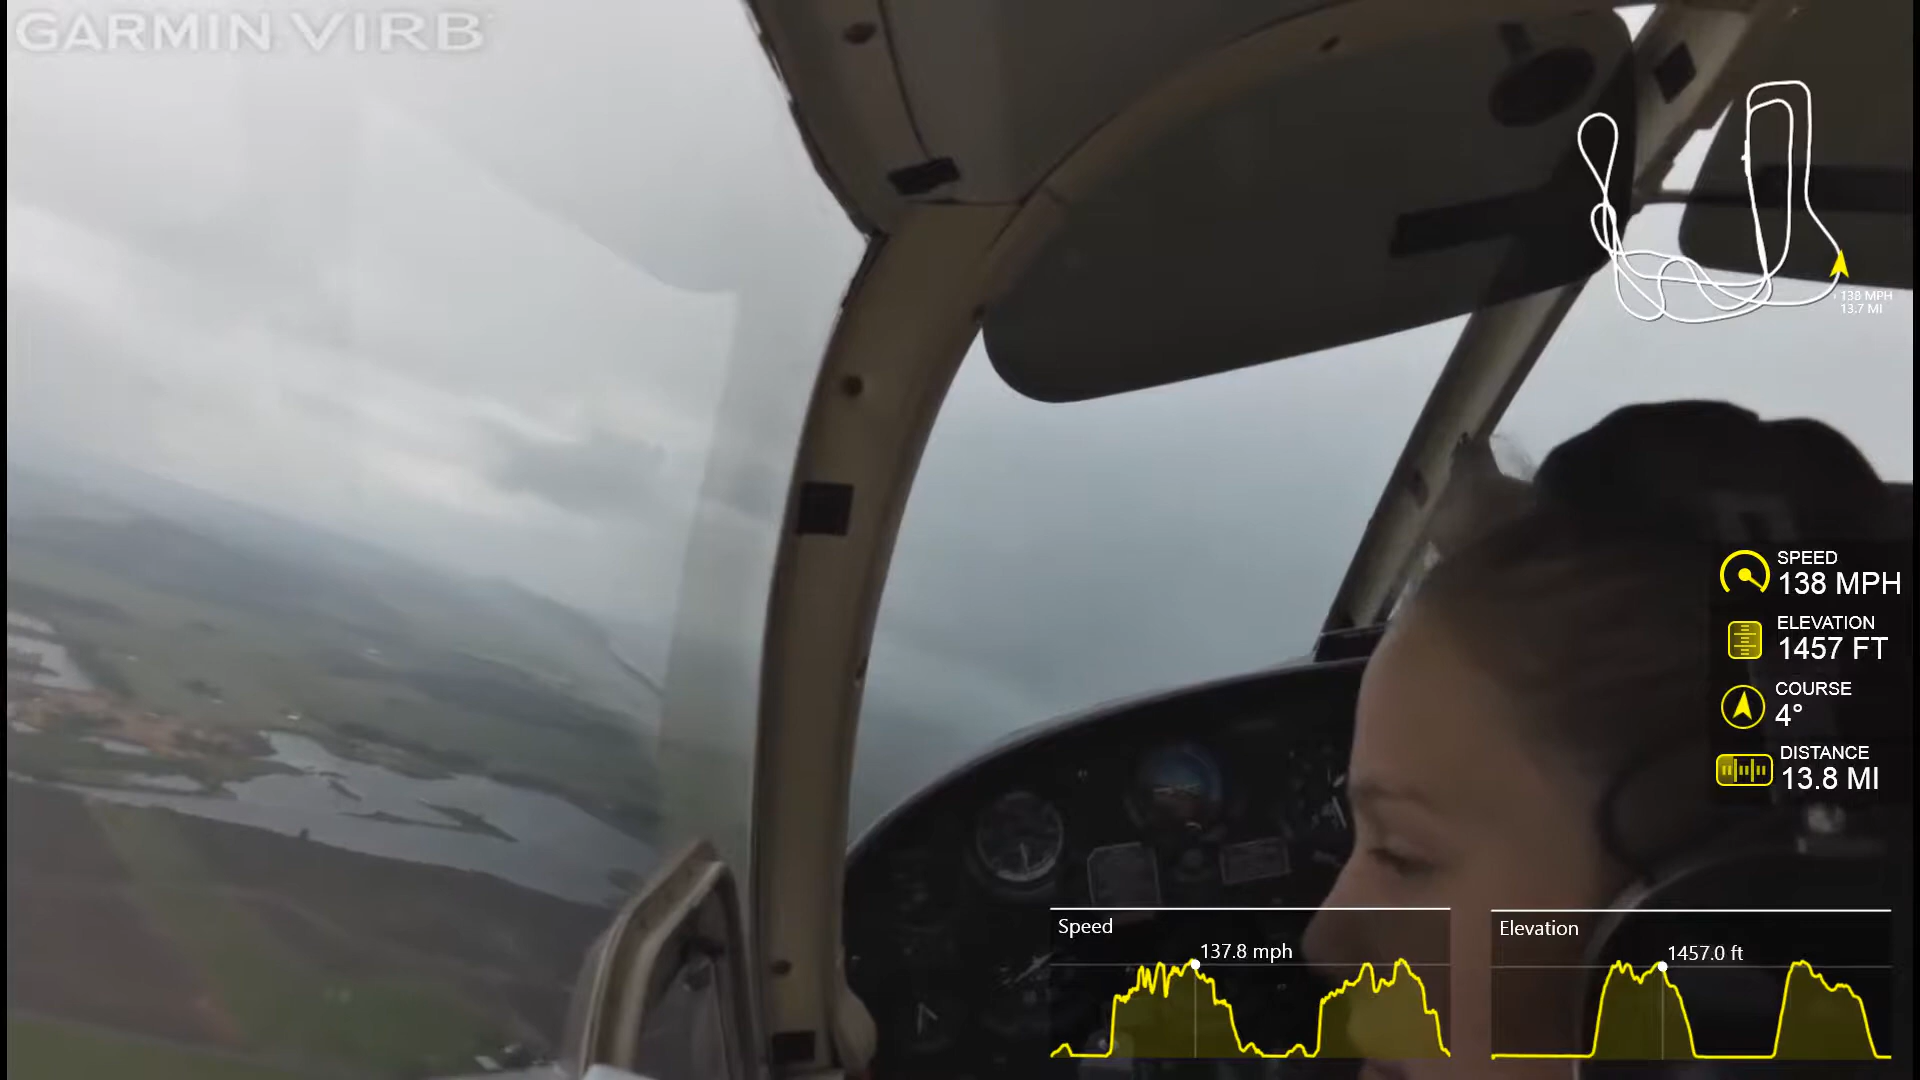 GARMIN VIRB
138 MPH
13.7 MI
SPEED
138 MPH
ELEVATION
1457 FT
COURSE
4°
DISTANCE
13.8 MI
Speed
137.8 mph
Elevation
1457.0 ft